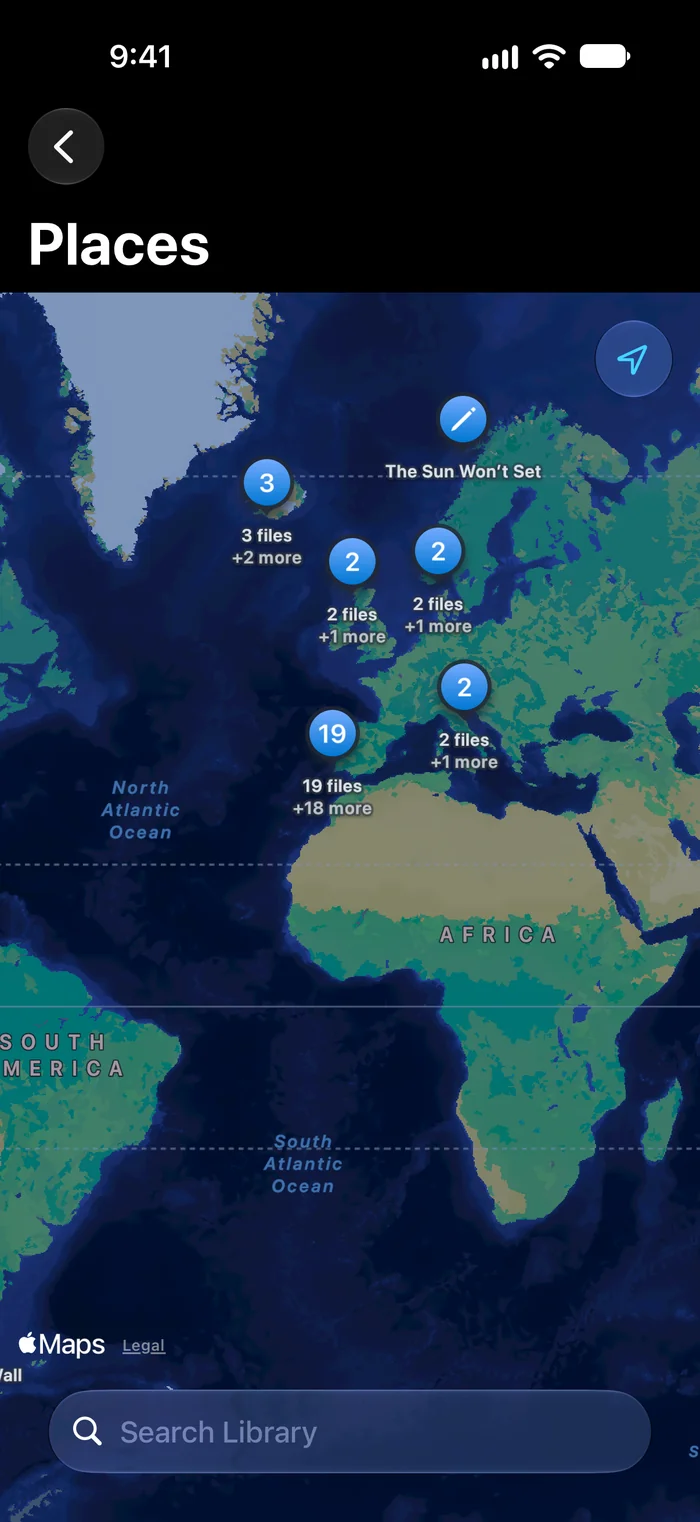 9:41
Places
The Sun Won’t Set
3
3 files
+2 more
2
2 files
+1 more
2
2 files
+1 more
2
2 files
+1 more
19
19 files
+18 more
North
Atlantic
Ocean
AFRICA
SOUTH
MERICA
South
Atlantic
Ocean
Maps Legal
all
Search Library
S